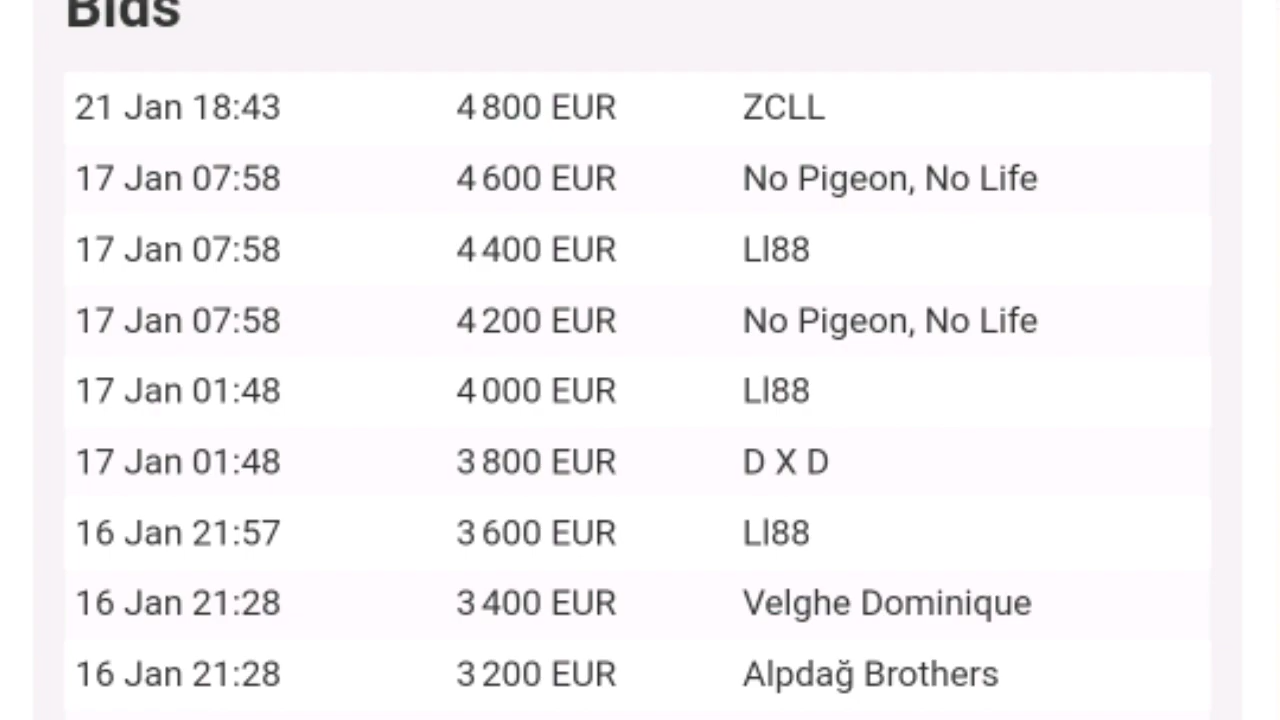 Bids
21 Jan 18:43 4 800 EUR ZCLL
17 Jan 07:58 4 600 EUR No Pigeon, No Life
17 Jan 07:58 4 400 EUR Ll88
17 Jan 07:58 4 200 EUR No Pigeon, No Life
17 Jan 01:48 4 000 EUR Ll88
17 Jan 01:48 3 800 EUR D X D
16 Jan 21:57 3 600 EUR Ll88
16 Jan 21:28 3 400 EUR Velghe Dominique
16 Jan 21:28 3 200 EUR Alpdağ Brothers